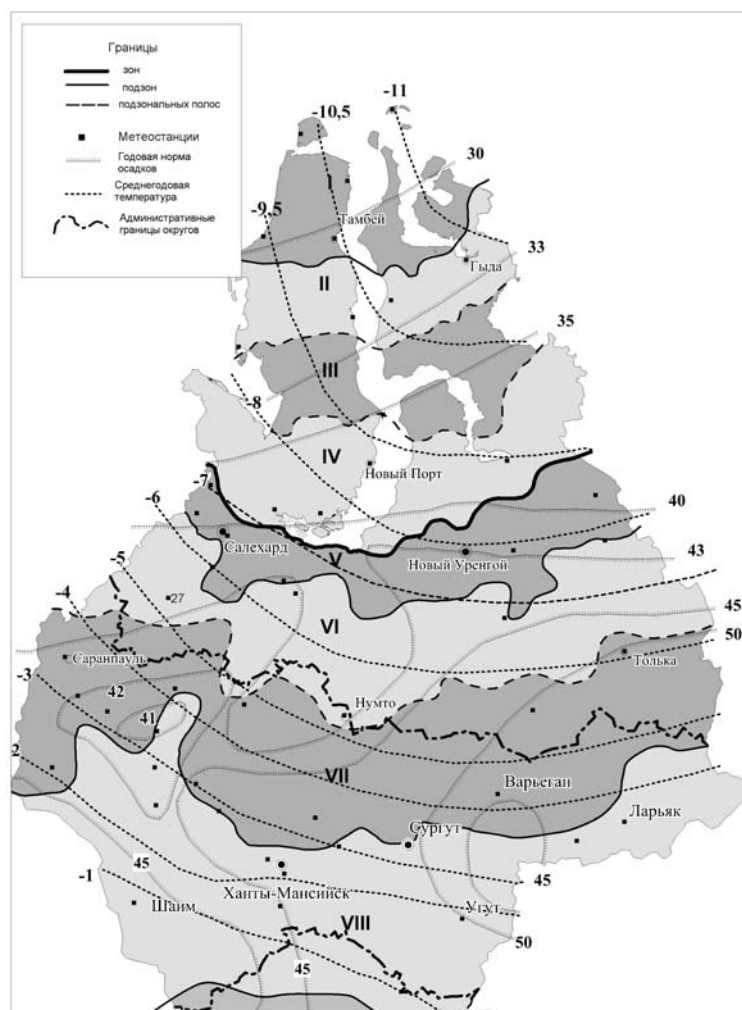 Границы
зон
подзон
подзональных полос
Метеостанции
Годовая норма
осадков
Среднегодовая
температура
Административные
границы округов
-11
-10,5
30
I
-9,5
Тамбей
33
Гыда
II
35
III
-8
IV
Новый Порт
-7
-6
40
Салехард
V
Новый Уренгой
43
-5
-4
27
45
VI
50
Саранпауль
Толька
-3
42
Нумто
41
2
VII
Варьеган
Ларьяк
Сургут
45
45
-1
Ханты-Мансийск
Шаим
Угут
VIII
50
45